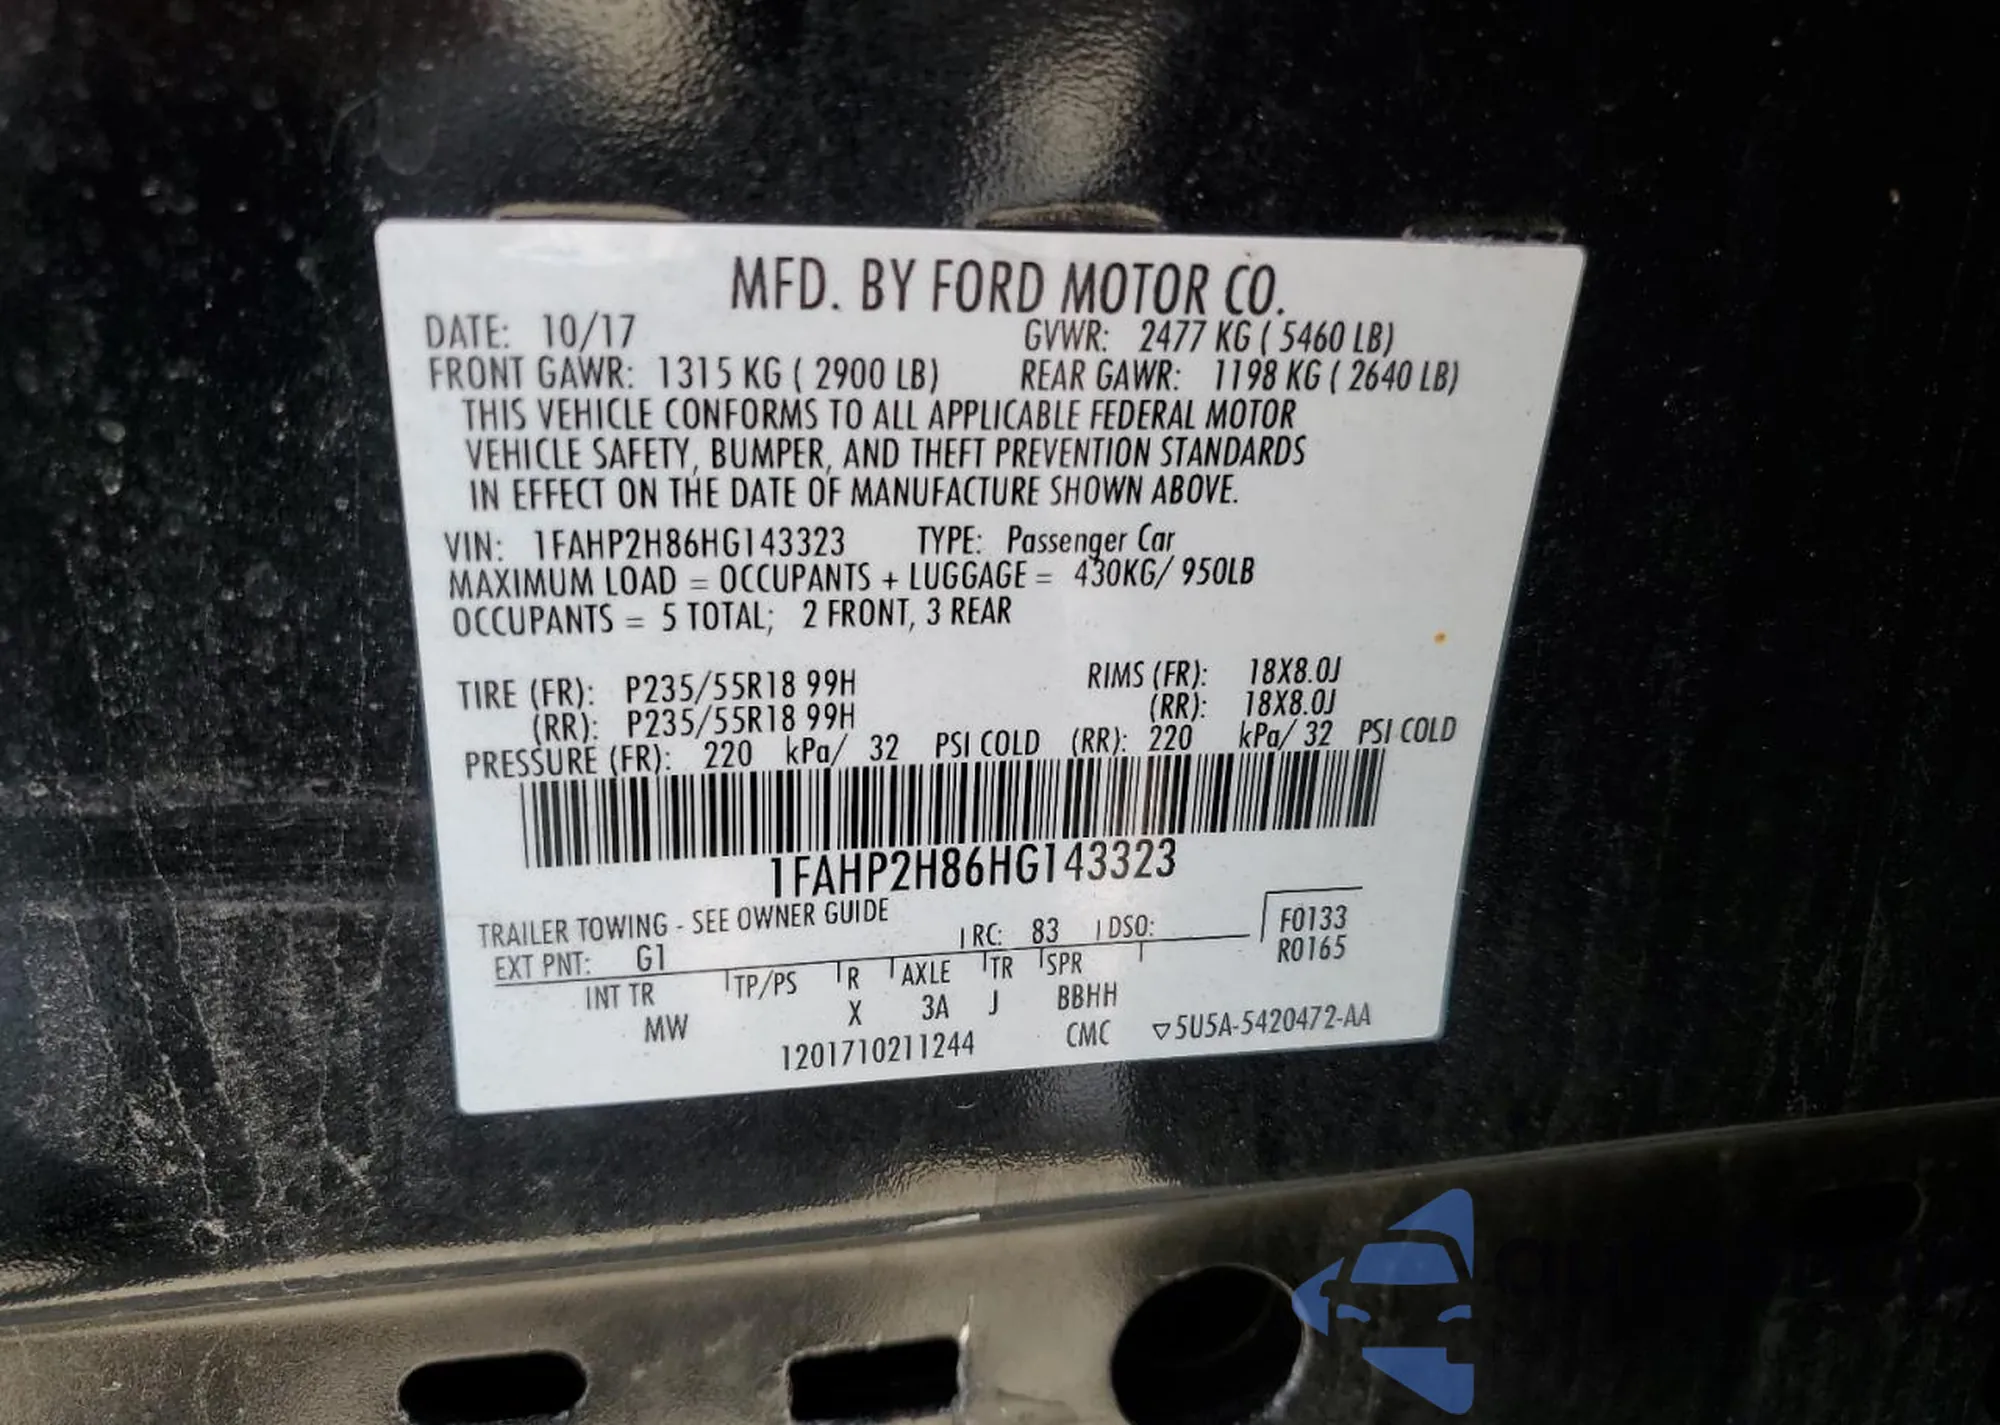 MFD. BY FORD MOTOR CO.
DATE: 10/17 GVWR: 2477 KG ( 5460 LB)
FRONT GAWR: 1315 KG ( 2900 LB) REAR GAWR: 1198 KG ( 2640 LB)
THIS VEHICLE CONFORMS TO ALL APPLICABLE FEDERAL MOTOR
VEHICLE SAFETY, BUMPER, AND THEFT PREVENTION STANDARDS
IN EFFECT ON THE DATE OF MANUFACTURE SHOWN ABOVE.
VIN: 1FAHP2H86HG143323 TYPE: Passenger Car
MAXIMUM LOAD = OCCUPANTS + LUGGAGE = 430KG/ 950LB
OCCUPANTS = 5 TOTAL; 2 FRONT, 3 REAR
TIRE (FR): P235/55R18 99H RIMS (FR): 18X8.0J
(RR): P235/55R18 99H (RR): 18X8.0J
PRESSURE (FR): 220 kPa/ 32 PSI COLD (RR): 220 kPa/ 32 PSI COLD
1FAHP2H86HG143323
TRAILER TOWING - SEE OWNER GUIDE
EXT PNT: G1 RC: 83 DSO: F0133
R0165
INT TR TP/PS R AXLE TR SPR
MW X 3A J BBHH
1201710211244 CMC ▽5U5A-5420472-AA